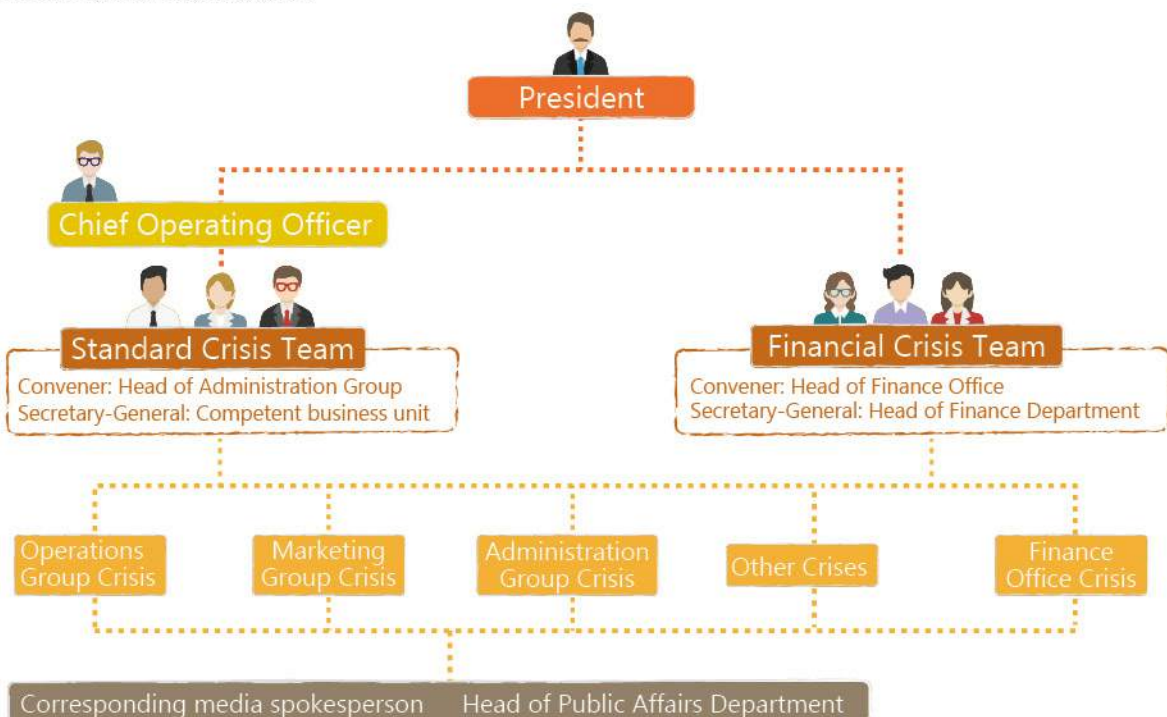 President
Chief Operating Officer
Standard Crisis Team
Convener: Head of Administration Group
Secretary-General: Competent business unit
Financial Crisis Team
Convener: Head of Finance Office
Secretary-General: Head of Finance Department
Operations
Group Crisis
Marketing
Group Crisis
Administration
Group Crisis
Other Crises
Finance
Office Crisis
Corresponding media spokesperson Head of Public Affairs Department